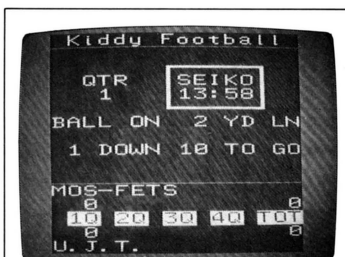 Kiddy Football
QTR SEIKO
1 13:58
BALL ON 2 YD LN
1 DOWN 10 TO GO
MOS-FETS
0 0
1Q 2Q 3Q 4Q TOT
0 0
U.J.T.